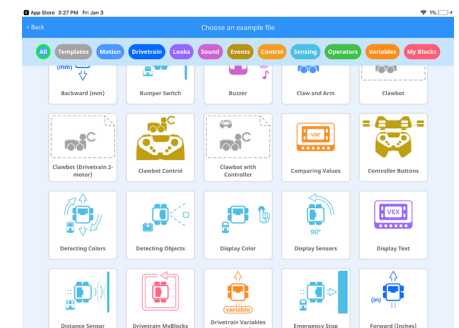 App Store 3:27 PM Fri Jan 3 1%
< Back Choose an example file
All Templates Motion Drivetrain Looks Sound Events Control Sensing Operators Variables My Blocks
(mm)
Backward (mm) Bumper Switch Buzzer Claw and Arm Clawbot
C C var
Clawbot (Drivetrain 2-
motor) Clawbot Control Clawbot with
Controller Comparing Values Controller Buttons
90° VEX
Detecting Colors Detecting Objects Display Color Display Sensors Display Text
(in)
(variable)
Distance Sensor Drivetrain MyBlocks Drivetrain Variables Emergency Stop Forward (Inches)